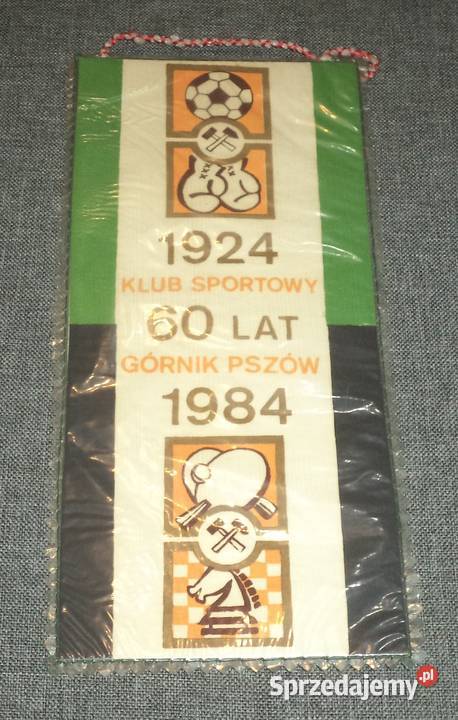 1924
KLUB SPORTOWY
60 LAT
GÓRNIK PSZÓW
1984
Sprzedajemy.pl